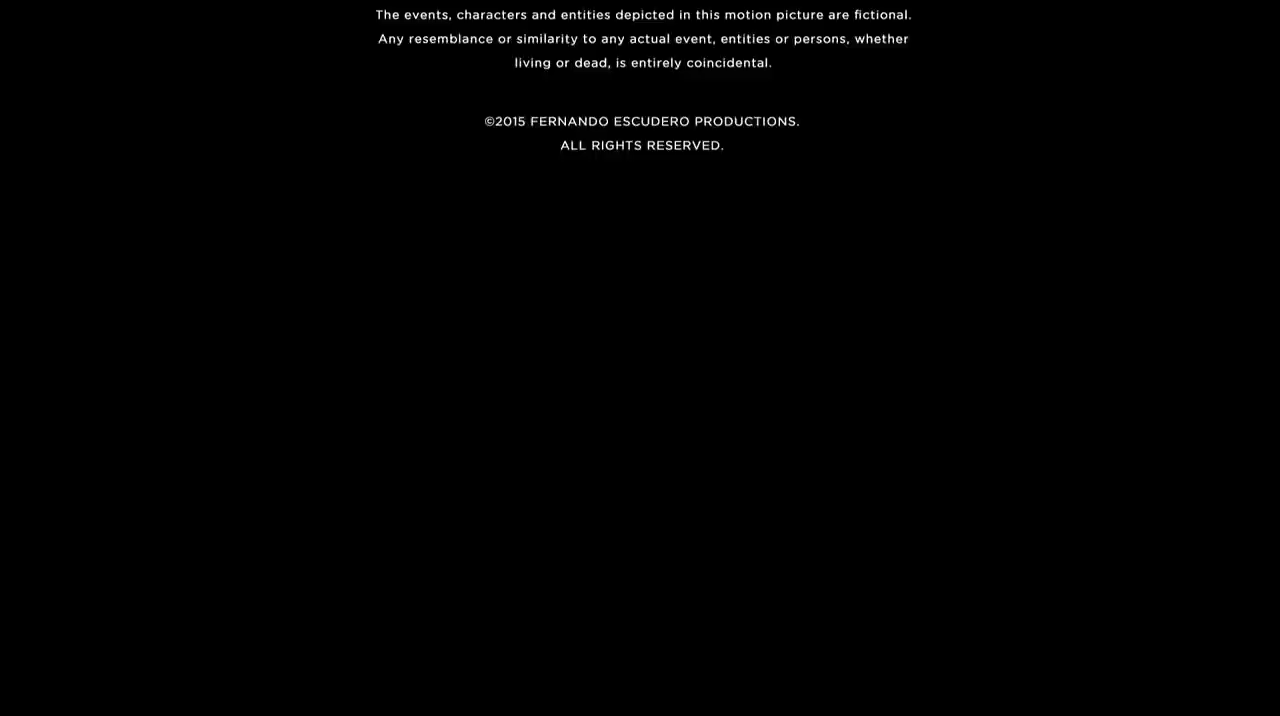 The events, characters and entities depicted in this motion picture are fictional.
Any resemblance or similarity to any actual event, entities or persons, whether
living or dead, is entirely coincidental.
©2015 FERNANDO ESCUDERO PRODUCTIONS.
ALL RIGHTS RESERVED.